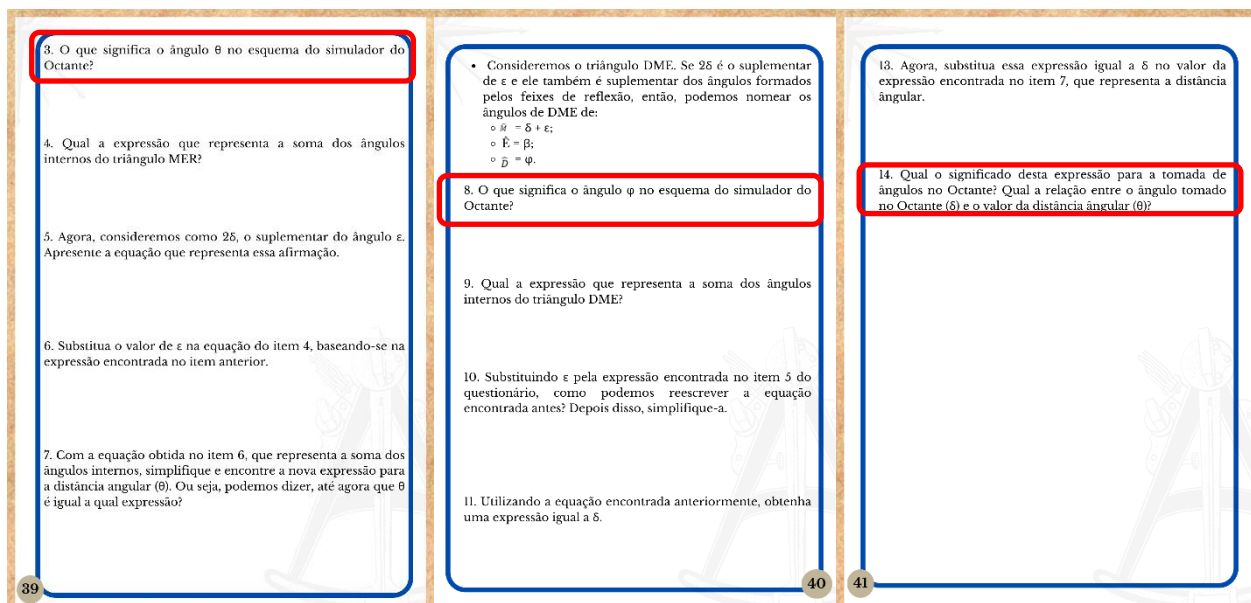 3. O que significa o ângulo θ no esquema do simulador do
Octante?
4. Qual a expressão que representa a soma dos ângulos
internos do triângulo MER?
5. Agora, consideremos como 2δ, o suplementar do ângulo ε.
Apresente a equação que representa essa afirmação.
6. Substitua o valor de ε na equação do item 4, baseando-se na
expressão encontrada no item anterior.
7. Com a equação obtida no item 6, que representa a soma dos
ângulos internos, simplifique e encontre a nova expressão para
a distância angular (θ). Ou seja, podemos dizer, até agora que θ
é igual a qual expressão?
39
• Consideremos o triângulo DME. Se 2δ é o suplementar
de ε e ele também é suplementar dos ângulos formados
pelos feixes de reflexão, então, podemos nomear os
ângulos de DME de:
∘ M̂ = δ + ε;
∘ Ê = β;
∘ D̂ = φ.
8. O que significa o ângulo φ no esquema do simulador do
Octante?
9. Qual a expressão que representa a soma dos ângulos
internos do triângulo DME?
10. Substituindo ε pela expressão encontrada no item 5 do
questionário, como podemos reescrever a equação
encontrada antes? Depois disso, simplifique-a.
11. Utilizando a equação encontrada anteriormente, obtenha
uma expressão igual a δ.
40
13. Agora, substitua essa expressão igual a δ no valor da
expressão encontrada no item 7, que representa a distância
ângular.
14. Qual o significado desta expressão para a tomada de
ângulos no Octante? Qual a relação entre o ângulo tomado
no Octante (δ) e o valor da distância ângular (θ)?
41